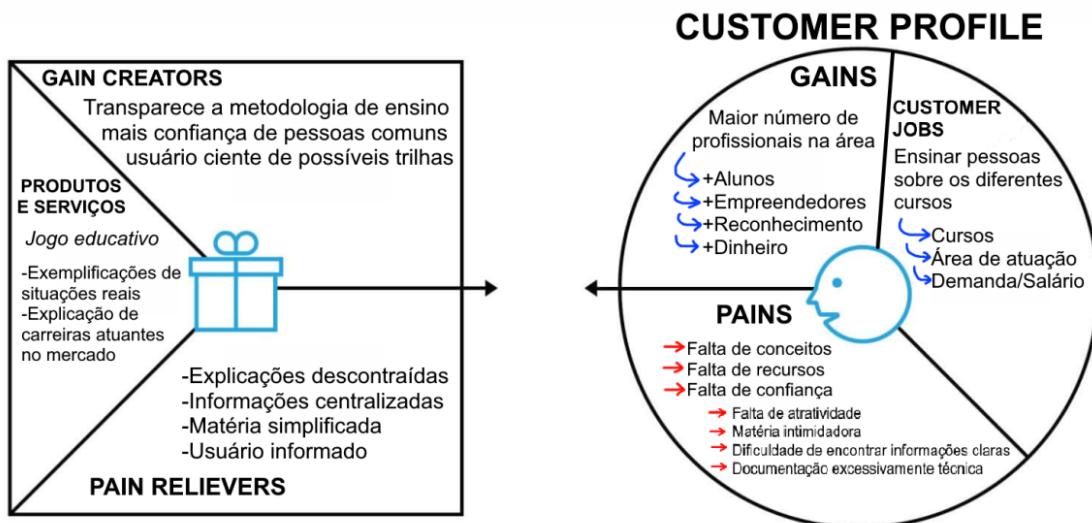 GAIN CREATORS
Transparece a metodologia de ensino
mais confiança de pessoas comuns
usuário ciente de possíveis trilhas
PRODUTOS
E SERVIÇOS
Jogo educativo
-Exemplificações de
situações reais
-Explicação de
carreiras atuantes
no mercado
-Explicações descontraídas
-Informações centralizadas
-Matéria simplificada
-Usuário informado
PAIN RELIEVERS
CUSTOMER PROFILE
GAINS
Maior número de
profissionais na área
+Alunos
+Empreendedores
+Reconhecimento
+Dinheiro
CUSTOMER
JOBS
Ensinar pessoas
sobre os diferentes
cursos
Cursos
Área de atuação
Demanda/Salário
PAINS
Falta de conceitos
Falta de recursos
Falta de confiança
Falta de atratividade
Matéria intimidadora
Dificuldade de encontrar informações claras
Documentação excessivamente técnica